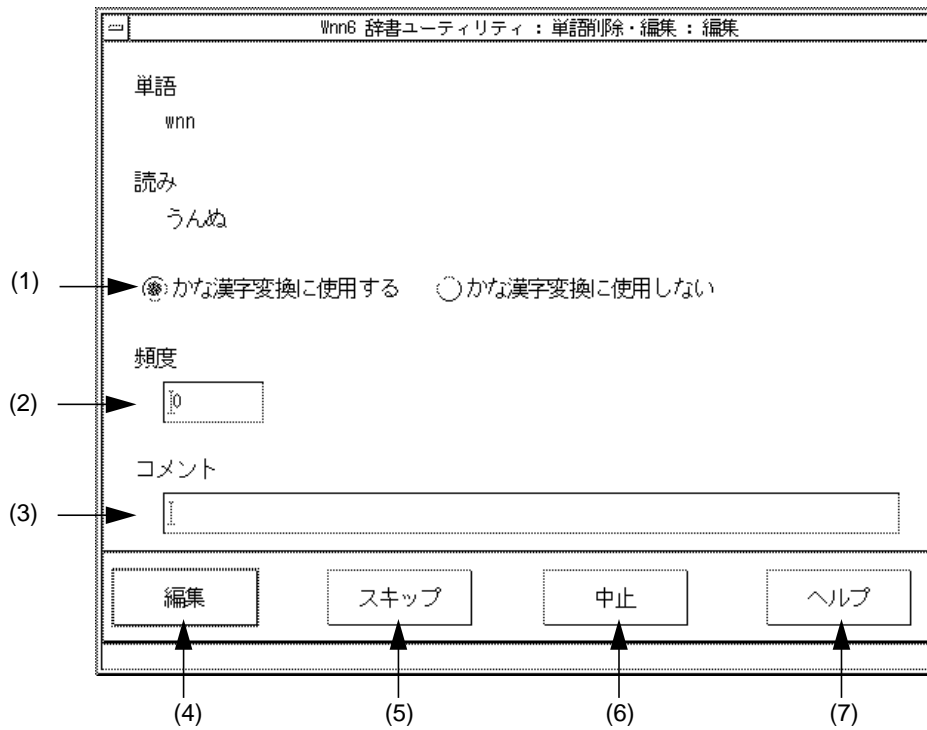 Wnn6 辞書ユーティリティ : 単語削除・編集 : 編集
単語
wnn
読み
うんぬ
(1) かな漢字変換に使用する かな漢字変換に使用しない
頻度
(2) 0
コメント
(3)
編集 スキップ 中止 ヘルプ
(4) (5) (6) (7)